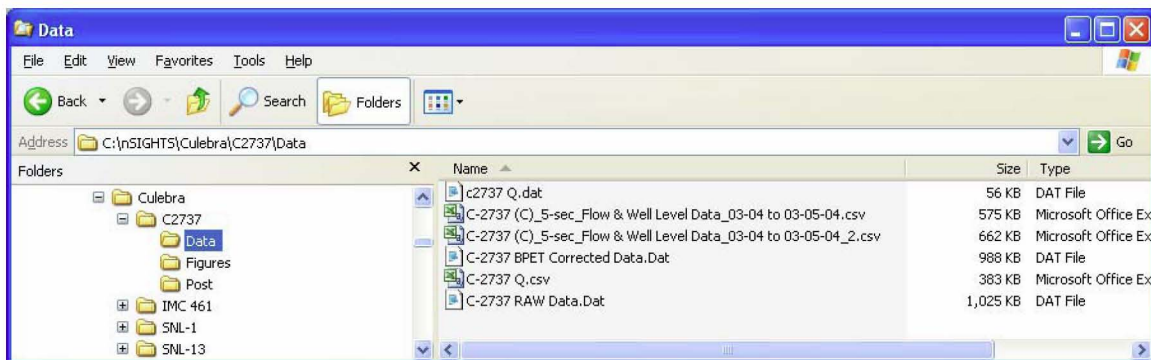 Data
File Edit View Favorites Tools Help
Back Search Folders
Address C:\nSIGHTS\Culebra\C2737\Data Go
Folders x Name Size Type
Culebra
C2737
Data
Figures
Post
IMC 461
SNL-1
SNL-13
c2737 Q.dat 56 KB DAT File
C-2737 (C)_5-sec_Flow & Well Level Data_03-04 to 03-05-04.csv 575 KB Microsoft Office Ex
C-2737 (C)_5-sec_Flow & Well Level Data_03-04 to 03-05-04_2.csv 662 KB Microsoft Office Ex
C-2737 BPET Corrected Data.Dat 988 KB DAT File
C-2737 Q.csv 383 KB Microsoft Office Ex
C-2737 RAW Data.Dat 1,025 KB DAT File